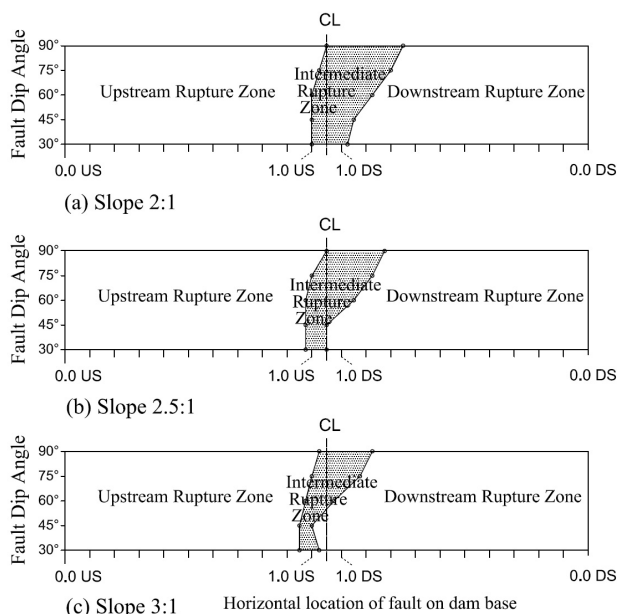 CL
Fault Dip Angle
90°
75°
60°
45°
30°
Upstream Rupture Zone
Intermediate
Rupture
Zone
Downstream Rupture Zone
0.0 US
1.0 US
1.0 DS
0.0 DS
(a) Slope 2:1
CL
Fault Dip Angle
90°
75°
60°
45°
30°
Upstream Rupture Zone
Intermediate
Rupture
Zone
Downstream Rupture Zone
0.0 US
1.0 US
1.0 DS
0.0 DS
(b) Slope 2.5:1
CL
Fault Dip Angle
90°
75°
60°
45°
30°
Upstream Rupture Zone
Intermediate
Rupture
Zone
Downstream Rupture Zone
0.0 US
1.0 US
1.0 DS
0.0 DS
(c) Slope 3:1
Horizontal location of fault on dam base